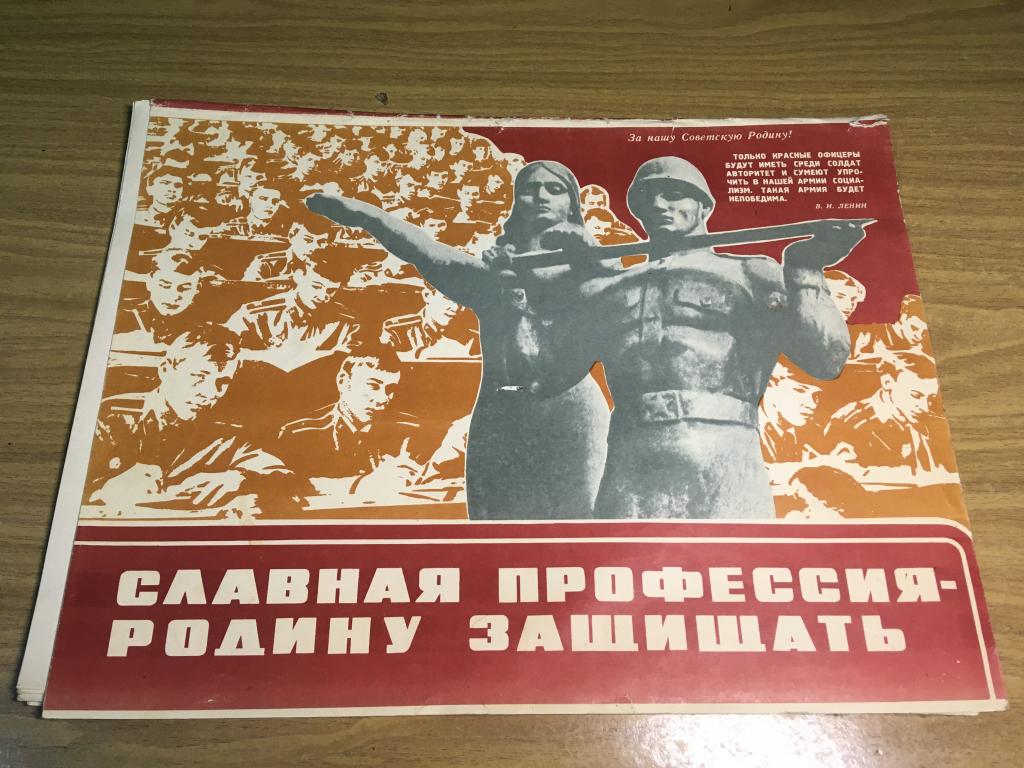 За нашу Советскую Родину!
ТОЛЬКО КРАСНЫЕ ОФИЦЕРЫ
БУДУТ ИМЕТЬ СРЕДИ СОЛДАТ
АВТОРИТЕТ И СУМЕЮТ УПРО-
ЧИТЬ В НАШЕЙ АРМИИ СОЦИА-
ЛИЗМ. ТАКАЯ АРМИЯ БУДЕТ
НЕПОБЕДИМА.
В. И. ЛЕНИН
СЛАВНАЯ ПРОФЕССИЯ-
РОДИНУ ЗАЩИЩАТЬ